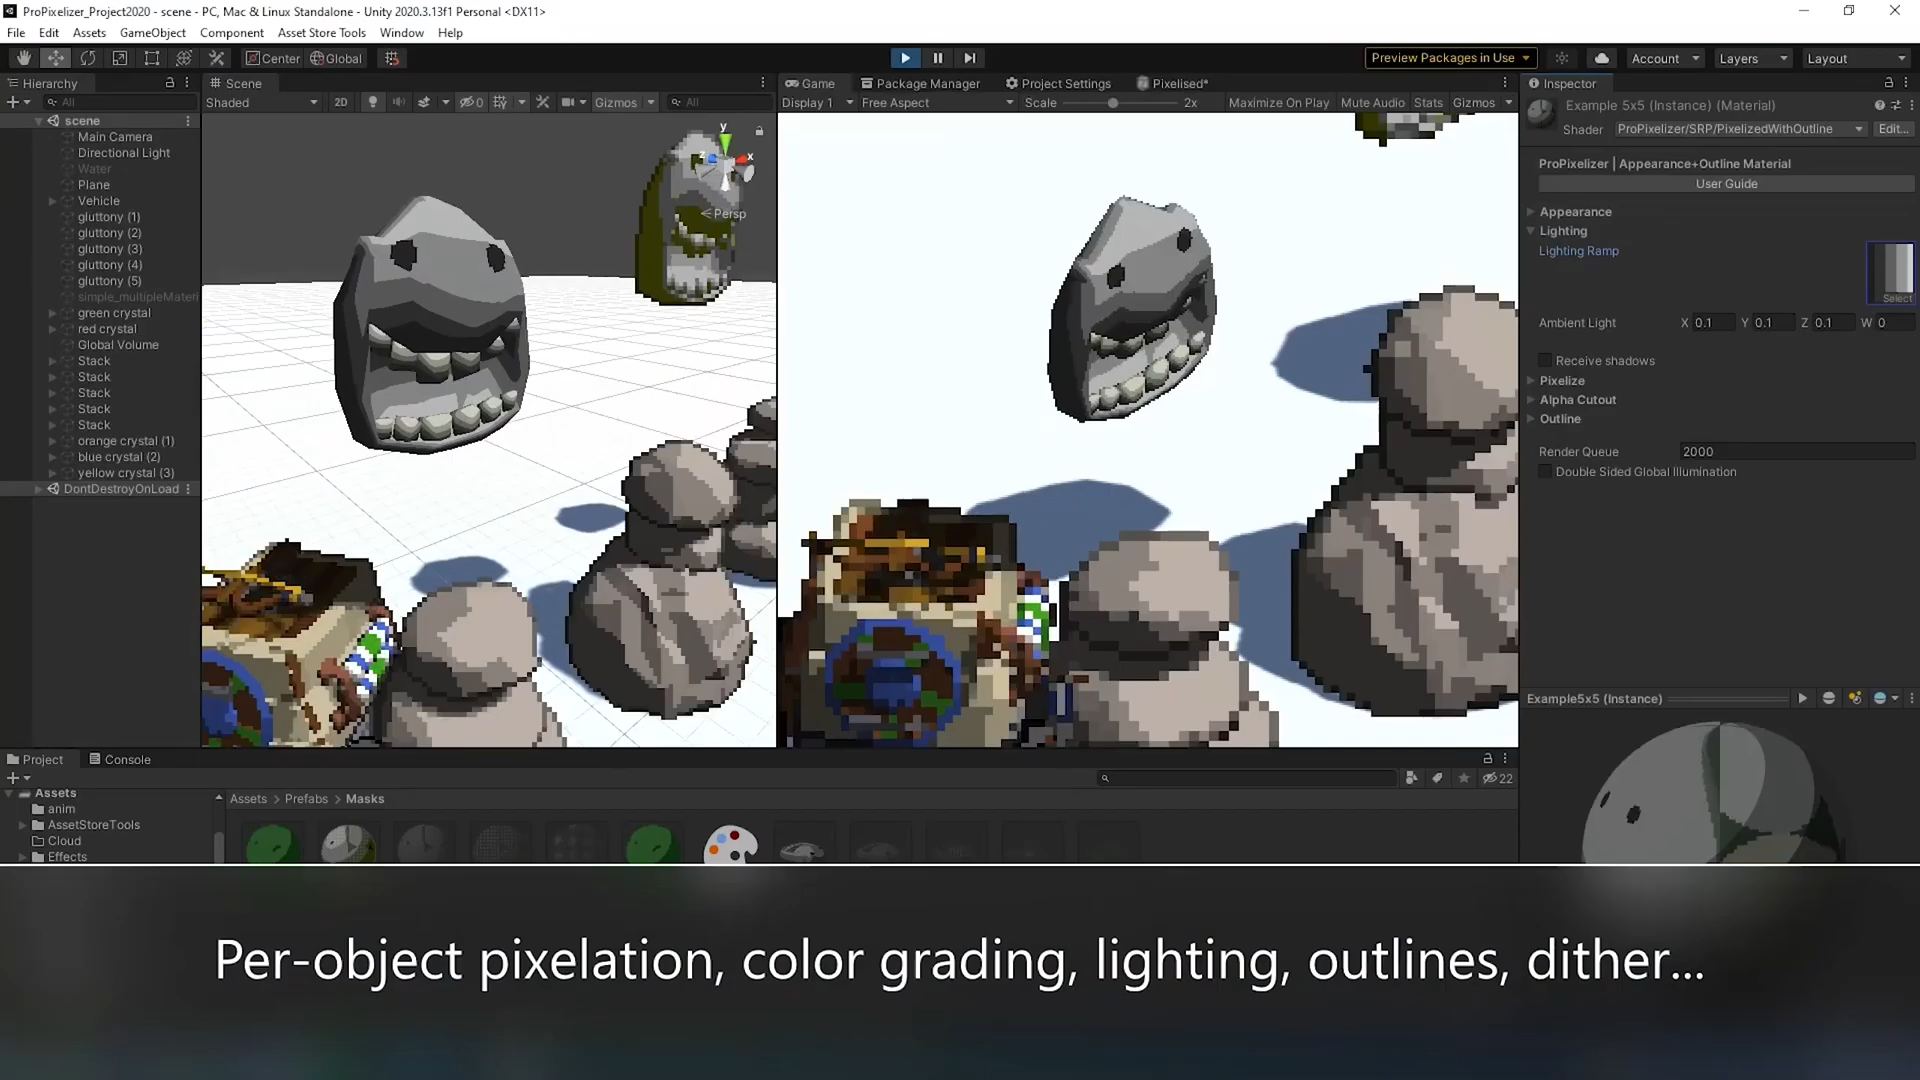 ProPixelizer_Project2020 - scene - PC, Mac & Linux Standalone - Unity 2020.3.13f1 Personal <DX11>
File Edit Assets GameObject Component Asset Store Tools Window Help
Center Global Preview Packages in Use Account Layers Layout
Hierarchy
All
scene
Main Camera
Directional Light
Water
Plane
Vehicle
gluttony (1)
gluttony (2)
gluttony (3)
gluttony (4)
gluttony (5)
simple_multipleMateri
green crystal
red crystal
Global Volume
Stack
Stack
Stack
Stack
Stack
orange crystal (1)
blue crystal (2)
yellow crystal (3)
DontDestroyOnLoad
Scene
Shaded 2D 0 Gizmos All
y
x
z
Persp
Game Package Manager Project Settings Pixelised*
Display 1 Free Aspect Scale 2x Maximize On Play Mute Audio Stats Gizmos
Inspector
Example 5x5 (Instance) (Material)
Shader ProPixelizer/SRP/PixelizedWithOutline Edit...
ProPixelizer | Appearance+Outline Material
User Guide
Appearance
Lighting
Lighting Ramp
Select
Ambient Light X 0.1 Y 0.1 Z 0.1 W 0
Receive shadows
Pixelize
Alpha Cutout
Outline
Render Queue 2000
Double Sided Global Illumination
Example5x5 (Instance)
Project Console
22
Assets
anim
AssetStoreTools
Cloud
Effects
Assets > Prefabs > Masks
Per-object pixelation, color grading, lighting, outlines, dither...